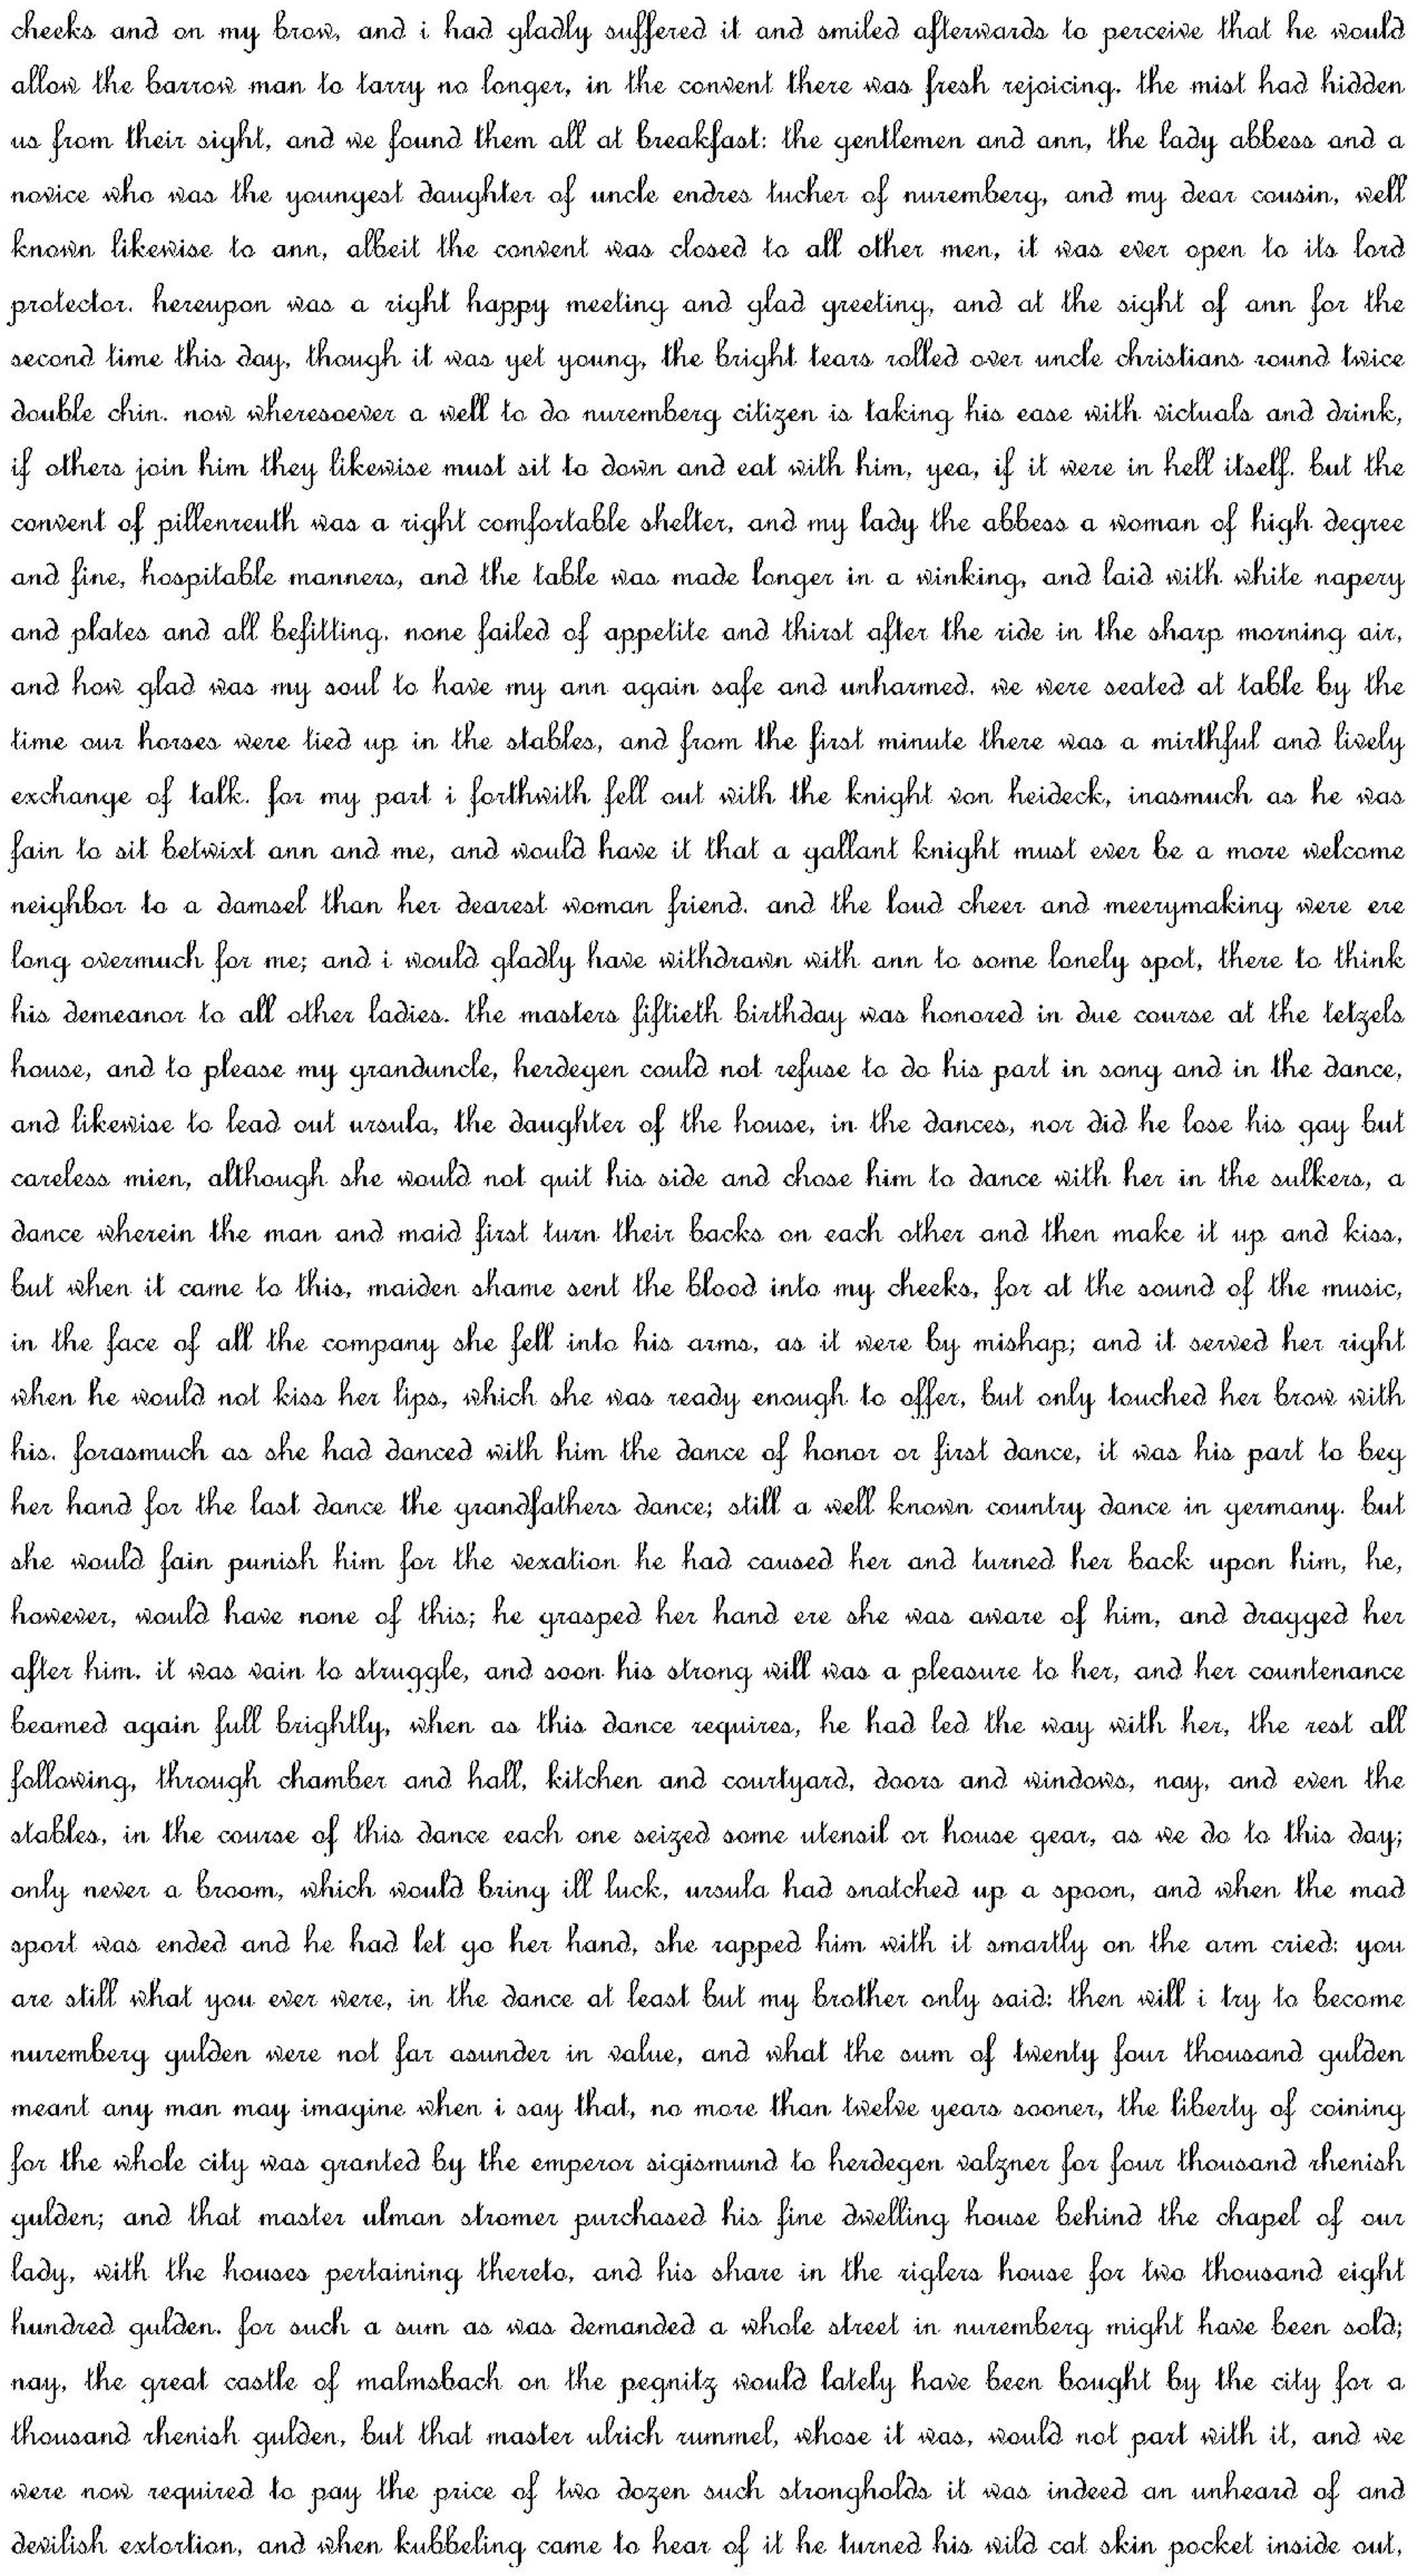 cheeks and on my brow, and i had gladly suffered it and smiled afterwards to perceive that he would
allow the barrow man to tarry no longer, in the convent there was fresh rejoicing. the mist had hidden
us from their sight, and we found them all at breakfast: the gentlemen and ann, the lady abbess and a
novice who was the youngest daughter of uncle endres tucher of nuremberg, and my dear cousin, well
known likewise to ann, albeit the convent was closed to all other men, it was ever open to its lord
protector. hereupon was a right happy meeting and glad greeting, and at the sight of ann for the
second time this day, though it was yet young, the bright tears rolled over uncle christians round twice
double chin. now wheresoever a well to do nuremberg citizen is taking his ease with victuals and drink,
if others join him they likewise must sit to down and eat with him, yea, if it were in hell itself. but the
convent of pillenreuth was a right comfortable shelter, and my lady the abbess a woman of high degree
and fine, hospitable manners, and the table was made longer in a winking, and laid with white napery
and plates and all befitting. none failed of appetite and thirst after the ride in the sharp morning air,
and how glad was my soul to have my ann again safe and unharmed. we were seated at table by the
time our horses were tied up in the stables, and from the first minute there was a mirthful and lively
exchange of talk. for my part i forthwith fell out with the knight von heideck, inasmuch as he was
fain to sit betwixt ann and me, and would have it that a gallant knight must ever be a more welcome
neighbor to a damsel than her dearest woman friend. and the loud cheer and meerymaking were ere
long overmuch for me; and i would gladly have withdrawn with ann to some lonely spot, there to think
his demeanor to all other ladies. the masters fiftieth birthday was honored in due course at the tetzels
house, and to please my granduncle, herdegen could not refuse to do his part in song and in the dance,
and likewise to lead out ursula, the daughter of the house, in the dances, nor did he lose his gay but
careless mien, although she would not quit his side and chose him to dance with her in the sulkers, a
dance wherein the man and maid first turn their backs on each other and then make it up and kiss,
but when it came to this, maiden shame sent the blood into my cheeks, for at the sound of the music,
in the face of all the company she fell into his arms, as it were by mishap; and it served her right
when he would not kiss her lips, which she was ready enough to offer, but only touched her brow with
his. forasmuch as she had danced with him the dance of honor or first dance, it was his part to beg
her hand for the last dance the grandfathers dance; still a well known country dance in germany. but
she would fain punish him for the vexation he had caused her and turned her back upon him, he,
however, would have none of this; he grasped her hand ere she was aware of him, and dragged her
after him. it was vain to struggle, and soon his strong will was a pleasure to her, and her countenance
beamed again full brightly, when as this dance requires, he had led the way with her, the rest all
following, through chamber and hall, kitchen and courtyard, doors and windows, nay, and even the
stables, in the course of this dance each one seized some utensil or house gear, as we do to this day;
only never a broom, which would bring ill luck, ursula had snatched up a spoon, and when the mad
sport was ended and he had let go her hand, she rapped him with it smartly on the arm cried: you
are still what you ever were, in the dance at least but my brother only said: then will i try to become
nuremberg gulden were not far asunder in value, and what the sum of twenty four thousand gulden
meant any man may imagine when i say that, no more than twelve years sooner, the liberty of coining
for the whole city was granted by the emperor sigismund to herdegen valzner for four thousand rhenish
gulden; and that master ulman stromer purchased his fine dwelling house behind the chapel of our
lady, with the houses pertaining thereto, and his share in the riglers house for two thousand eight
hundred gulden. for such a sum as was demanded a whole street in nuremberg might have been sold;
nay, the great castle of malmsbach on the pegnitz would lately have been bought by the city for a
thousand rhenish gulden, but that master ulrich rummel, whose it was, would not part with it, and we
were now required to pay the price of two dozen such strongholds it was indeed an unheard of and
devilish extortion, and when kubbeling came to hear of it he turned his wild cat skin pocket inside out,